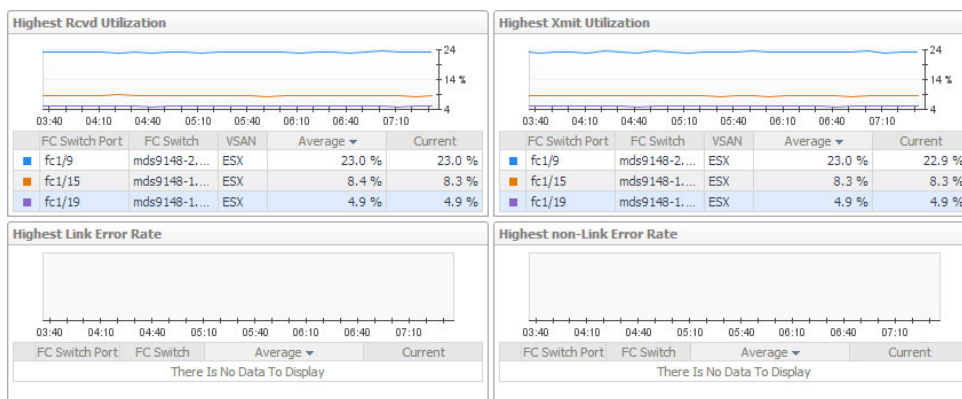 Highest Rcvd Utilization
24
14 %
4
03:40 04:10 04:40 05:10 05:40 06:10 06:40 07:10
FC Switch Port FC Switch VSAN Average Current
fc1/9 mds9148-2.... ESX 23.0 % 23.0 %
fc1/15 mds9148-1.... ESX 8.4 % 8.3 %
fc1/19 mds9148-1.... ESX 4.9 % 4.9 %
Highest Xmit Utilization
24
14 %
4
03:40 04:10 04:40 05:10 05:40 06:10 06:40 07:10
FC Switch Port FC Switch VSAN Average Current
fc1/9 mds9148-2.... ESX 23.0 % 22.9 %
fc1/15 mds9148-1.... ESX 8.3 % 8.3 %
fc1/19 mds9148-1.... ESX 4.9 % 4.9 %
Highest Link Error Rate
03:40 04:10 04:40 05:10 05:40 06:10 06:40 07:10
FC Switch Port FC Switch Average Current
There Is No Data To Display
Highest non-Link Error Rate
03:40 04:10 04:40 05:10 05:40 06:10 06:40 07:10
FC Switch Port FC Switch Average Current
There Is No Data To Display